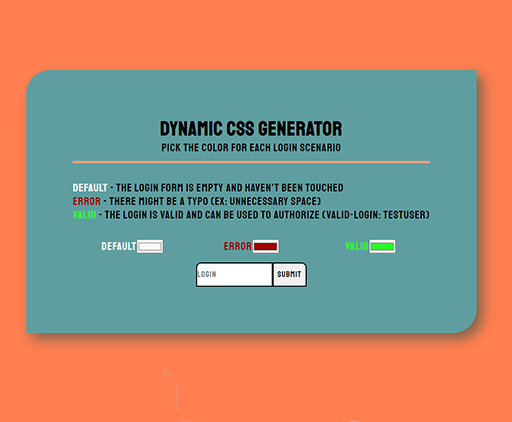 DYNAMIC CSS GENERATOR
PICK THE COLOR FOR EACH LOGIN SCENARIO
DEFAULT - THE LOGIN FORM IS EMPTY AND HAVEN'T BEEN TOUCHED
ERROR - THERE MIGHT BE A TYPO (EX: UNNECESSARY SPACE)
VALID - THE LOGIN IS VALID AND CAN BE USED TO AUTHORIZE (VALID-LOGIN: TESTUSER)
DEFAULT ERROR VALID
LOGIN SUBMIT